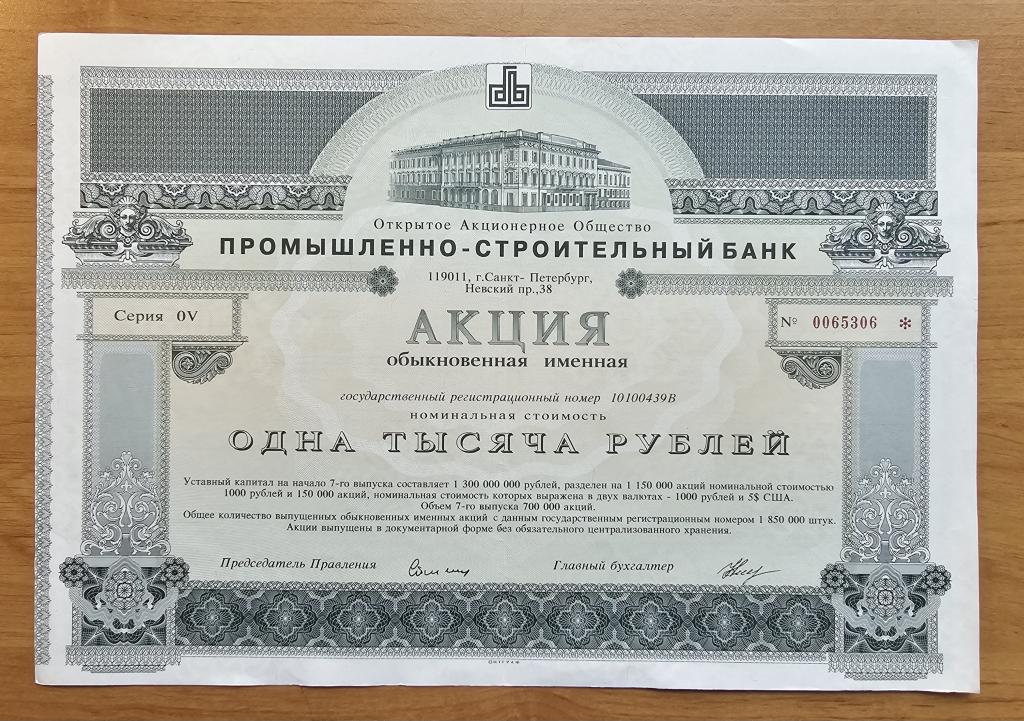 Открытое Акционерное Общество
ПРОМЫШЛЕННО-СТРОИТЕЛЬНЫЙ БАНК
119011, г.Санкт- Петербург,
Невский пр.,38
Серия 0V
№ 0065306 *
АКЦИЯ
обыкновенная именная
государственный регистрационный номер 10100439В
номинальная стоимость
ОДНА ТЫСЯЧА РУБЛЕЙ
Уставный капитал на начало 7-го выпуска составляет 1 300 000 000 рублей, разделен на 1 150 000 акций номинальной стоимостью
1000 рублей и 150 000 акций, номинальная стоимость которых выражена в двух валютах - 1000 рублей и 5$ США.
Объем 7-го выпуска 700 000 акций.
Общее количество выпущенных обыкновенных именных акций с данным государственным регистрационным номером 1 850 000 штук.
Акции выпущены в документарной форме без обязательного централизованного хранения.
Председатель Правления
Главный бухгалтер